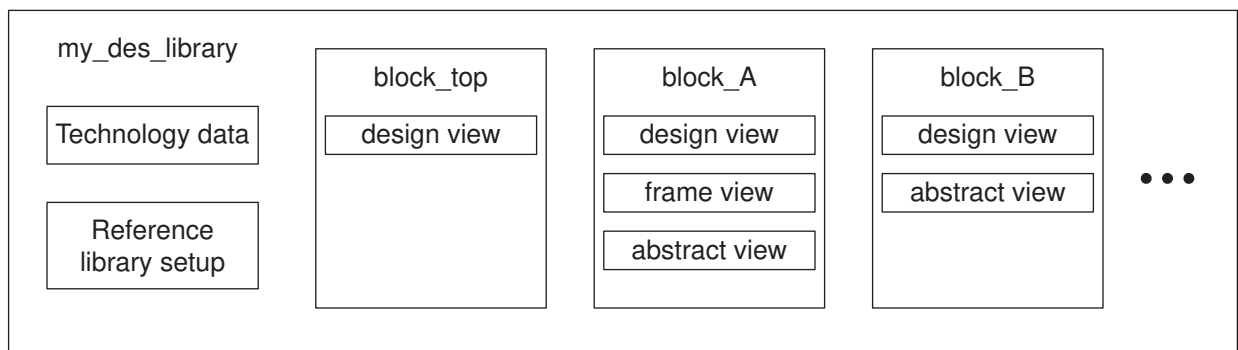 my_des_library
Technology data
Reference
library setup
block_top
design view
block_A
design view
frame view
abstract view
block_B
design view
abstract view